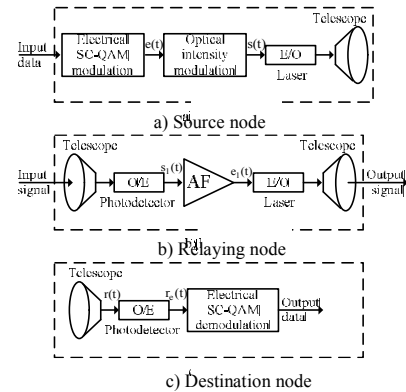 Telescope
Input data
Electrical SC-QAM modulation
e(t)
Optical intensity modulation
s(t)
E/O
Laser
a) Source node
Telescope
Telescope
Input signal
O/E
Photodetector
s₁(t)
AF
e₁(t)
E/O
Laser
Output signal
b) Relaying node
Telescope
r(t)
O/E
Photodetector
rₑ(t)
Electrical SC-QAM demodulation
Output data
c) Destination node